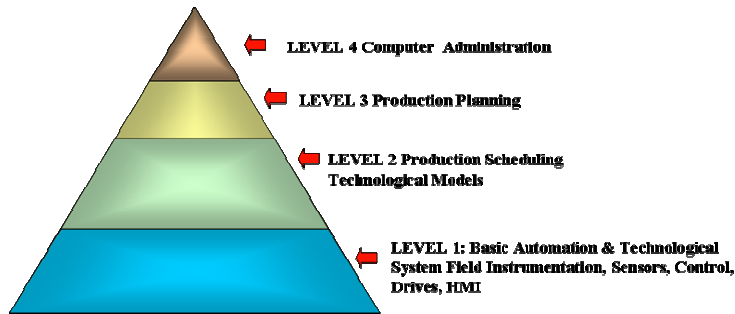 LEVEL 4 Computer Administration
LEVEL 3 Production Planning
LEVEL 2 Production Scheduling
Technological Models
LEVEL 1: Basic Automation & Technological
System Field Instrumentation, Sensors, Control,
Drives, HMI